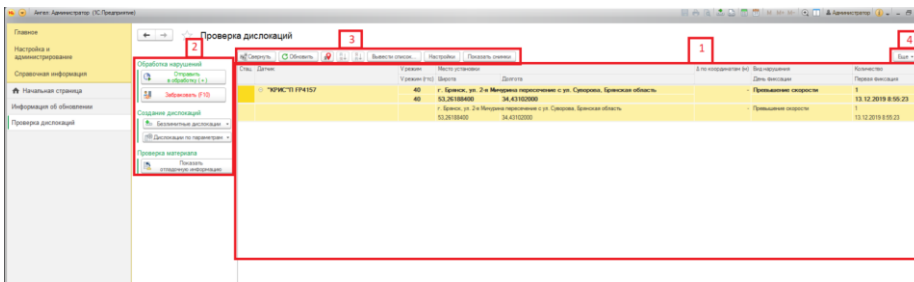 Ангел: Администратор (1С:Предприятие)
M M+ M-
Администратор
Главное
Настройка и
администрирование
Справочная информация
Начальная страница
Информация об обновлении
Проверка дислокаций
Проверка дислокаций
2
3
1
4
Обработка нарушений
Отправить
в обработку (+)
Забраковать (F10)
Создание дислокаций
Безлимитные дислокации
Дислокации по параметрам
Проверка материала
Показать
отладочную информацию
Свернуть
Обновить
Вывести список...
Настройки
Показать снимки
Еще
Спец.
Датчик
V режим
Место установки
Δ по координатам (м)
Вид нарушения
Количество
Широта
Долгота
День фиксации
Первая фиксация
"КРИС"П FP4157
40
г. Брянск, ул. 2-я Мичурина пересечение с ул. Суворова, Брянская область
- Превышение скорости
1
40
53,26188400
34,43102000
13.12.2019 8:55:23
г. Брянск, ул. 2-я Мичурина пересечение с ул. Суворова, Брянская область
- Превышение скорости
1
53,26188400
34,43102000
13.12.2019 8:55:23